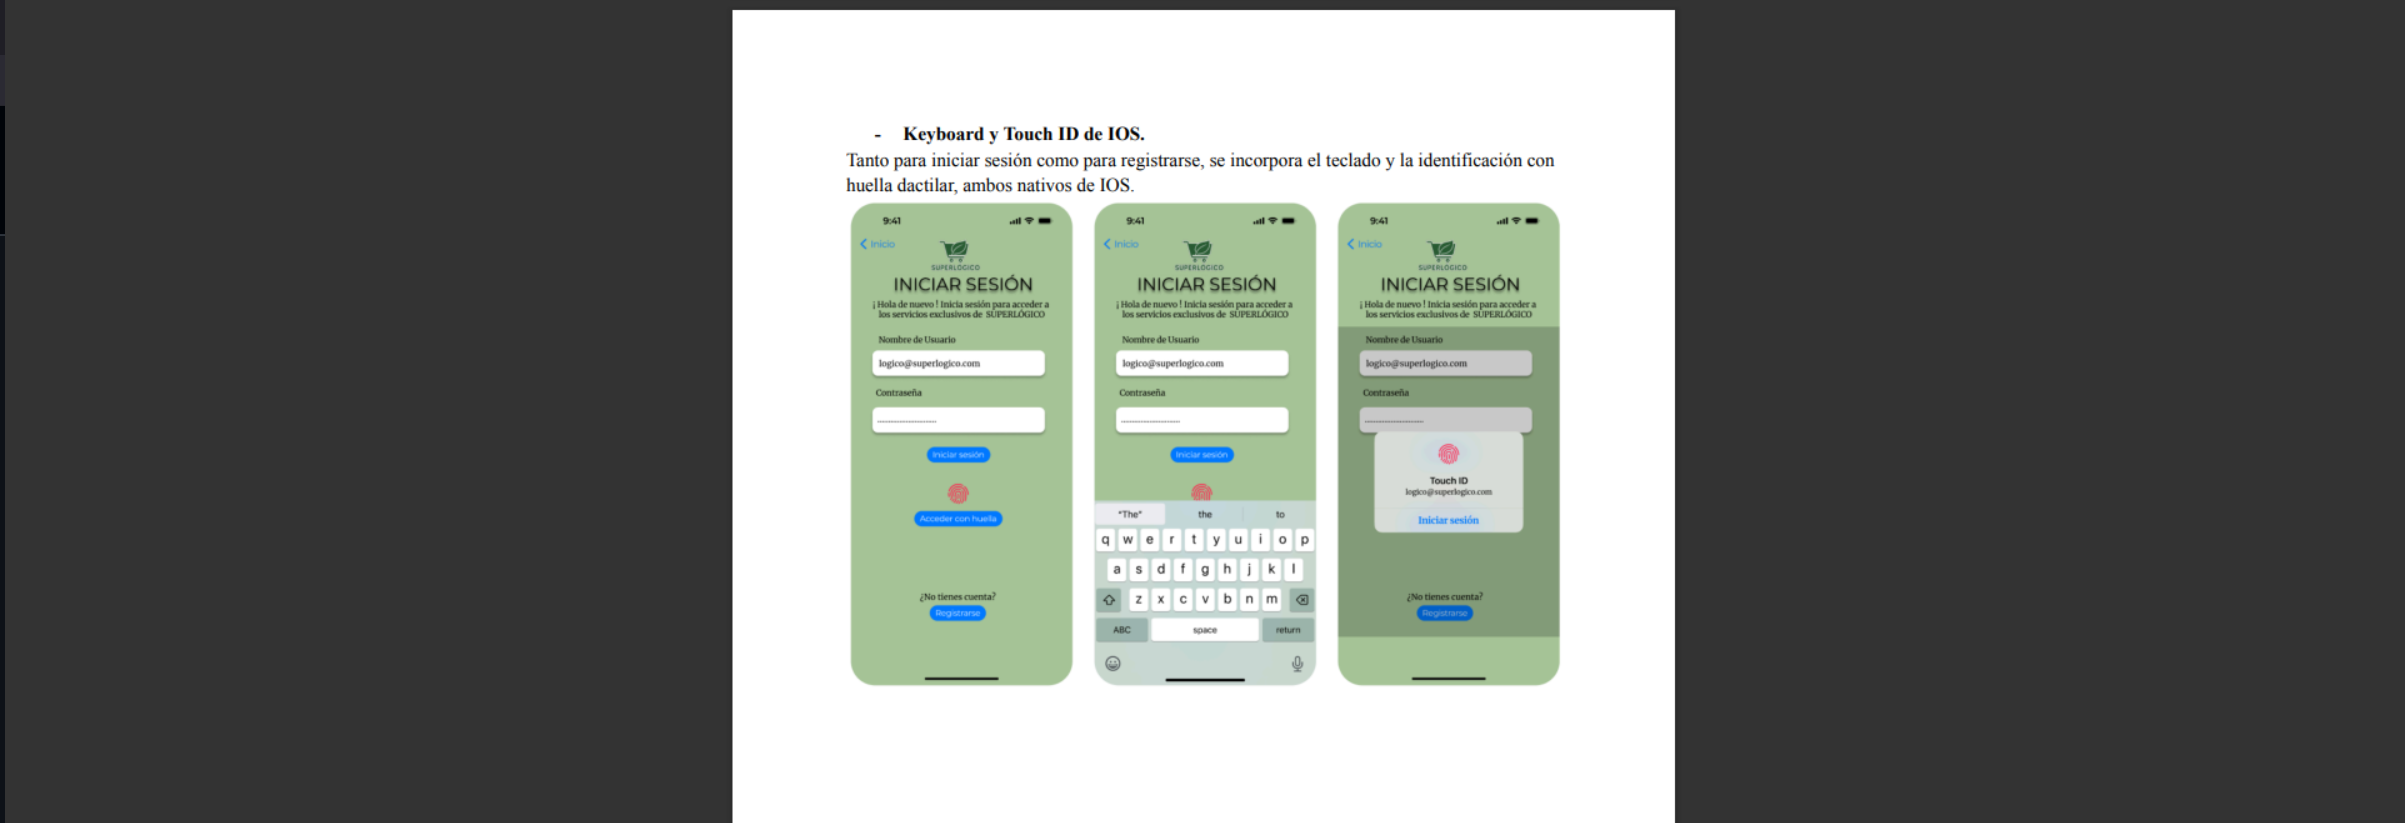 - Keyboard y Touch ID de IOS.
Tanto para iniciar sesión como para registrarse, se incorpora el teclado y la identificación con
huella dactilar, ambos nativos de IOS.
9:41
Inicio
SUPERLÓGICO
INICIAR SESIÓN
¡ Hola de nuevo ! Inicia sesión para acceder a
los servicios exclusivos de SUPERLÓGICO
Nombre de Usuario
logico@superlogico.com
Contraseña
Iniciar sesión
Acceder con huella
¿No tienes cuenta?
Registrarse
9:41
Inicio
SUPERLÓGICO
INICIAR SESIÓN
¡ Hola de nuevo ! Inicia sesión para acceder a
los servicios exclusivos de SUPERLÓGICO
Nombre de Usuario
logico@superlogico.com
Contraseña
Iniciar sesión
"The" the to
q w e r t y u i o p
a s d f g h j k l
z x c v b n m
ABC space return
9:41
Inicio
SUPERLÓGICO
INICIAR SESIÓN
¡ Hola de nuevo ! Inicia sesión para acceder a
los servicios exclusivos de SUPERLÓGICO
Nombre de Usuario
logico@superlogico.com
Contraseña
Touch ID
logico@superlogico.com
Iniciar sesión
¿No tienes cuenta?
Registrarse